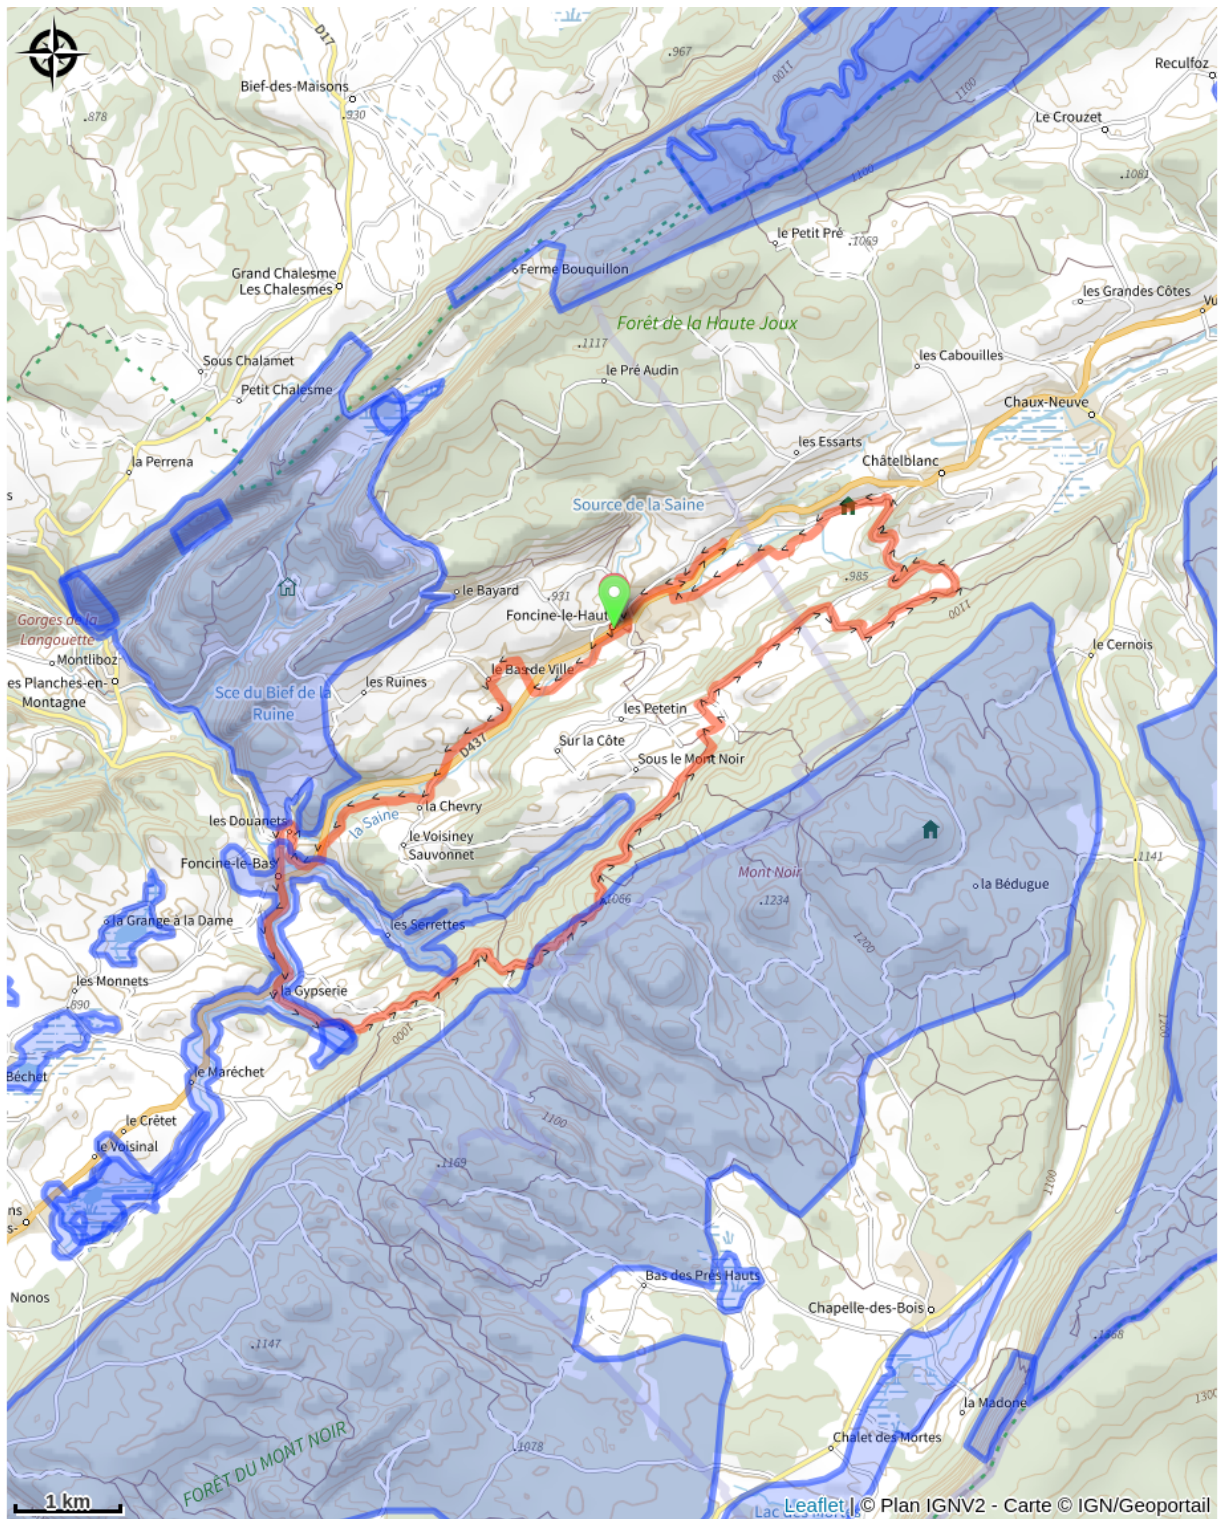 D17
.967
Reculfoz
Bief-des-Maisons
1100
1100
.930
.878
Le Crouzet
1100
.1081
le Petit Pré
.1069
Grand Chalesme
Les Chalesmes
Ferme Bouquillon
les Grandes Côtes
Vu
Forêt de la Haute Joux
.1117
Sous Chalamet
les Cabouilles
le Pré Audin
Petit Chalesme
Chaux-Neuve
les Essarts
la Perrena
Châtelblanc
s
Source de la Saine
.985
le Bayard
.931
1100
Foncine-le-Haut
Gorges de la
Langouette
le Cernois
Montliboz
le Bas de Ville
es Planches-en-
Montagne
les Ruines
Sce du Bief de la
Ruine
les Petetin
Sur la Côte
D437
Sous le Mont Noir
la Chevry
les Douanets
la Saine
le Voisiney
Sauvonnet
.1141
Foncine-le-Bas
Mont Noir
la Bédugue
.1066
.1234
la Grange à la Dame
les Serrettes
1200
les Monnets
la Gypserie
.890
1000
1200
Béchet
le Maréchet
le Crêtet
1100
le Voisinal
.1169
1100
ns
s-
Bas des Prés Hauts
Nonos
Chapelle-des-Bois
.1147
.1368
1300
la Madone
FORÊT DU MONT NOIR
.1078
Chalet des Mortes
1 km
Lac des Mortes
Leaflet | © Plan IGNV2 - Carte © IGN/Geoportail